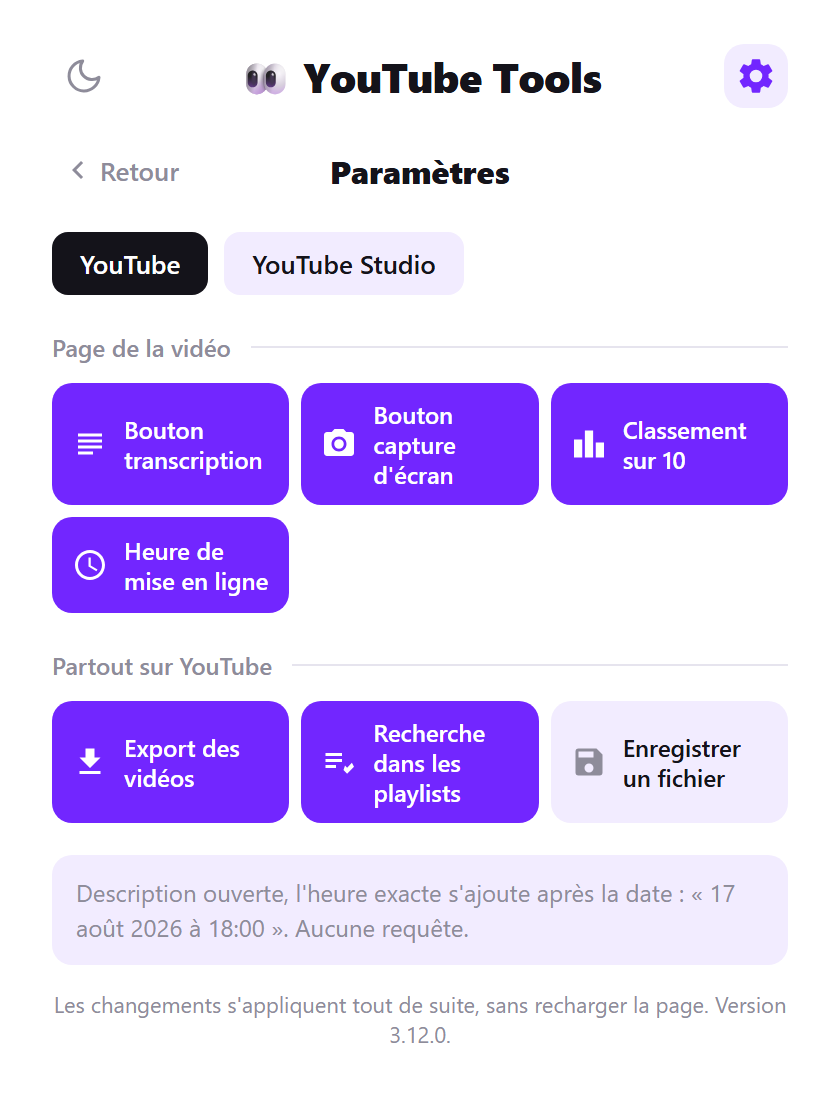 YouTube Tools
Retour
Paramètres
YouTube
YouTube Studio
Page de la vidéo
Bouton
transcription
Bouton
capture
d'écran
Classement
sur 10
Heure de
mise en ligne
Partout sur YouTube
Export des
vidéos
Recherche
dans les
playlists
Enregistrer
un fichier
Description ouverte, l'heure exacte s'ajoute après la date : « 17
août 2026 à 18:00 ». Aucune requête.
Les changements s'appliquent tout de suite, sans recharger la page. Version
3.12.0.